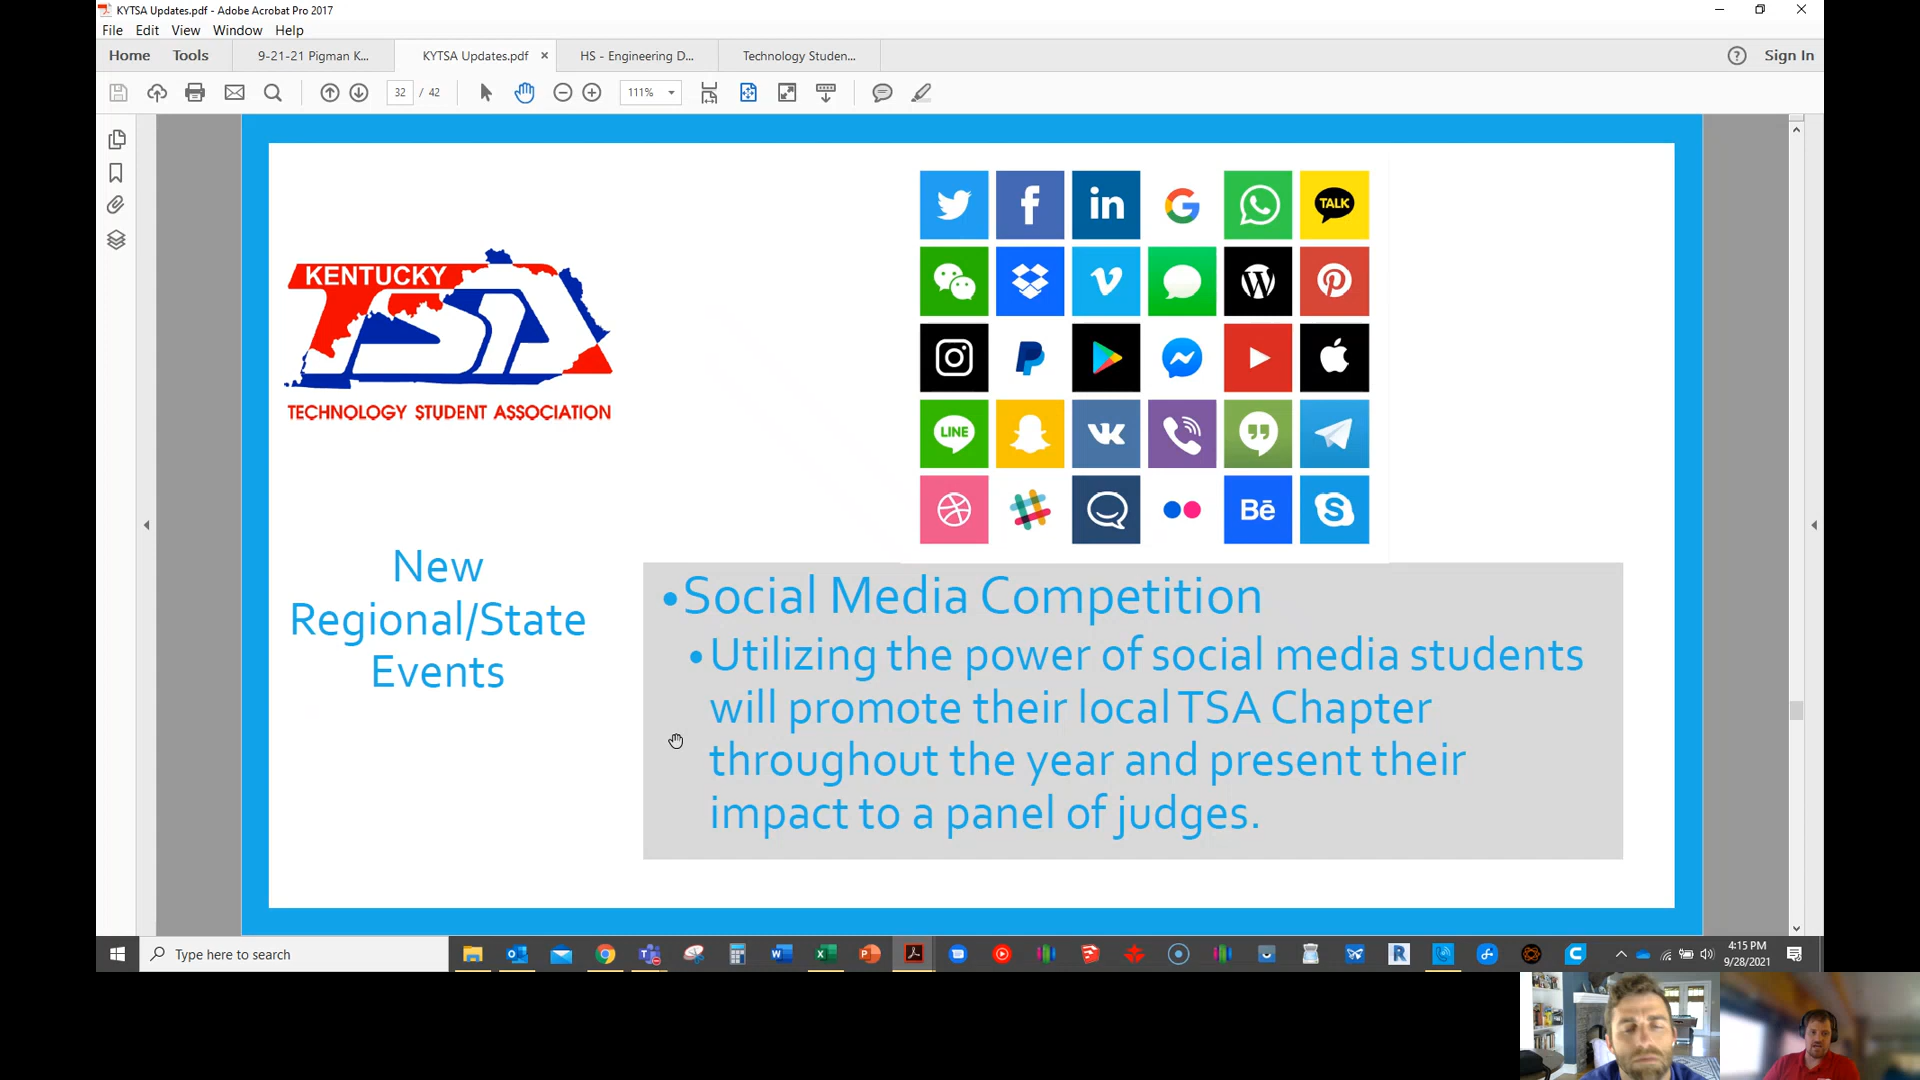 KYTSA Updates.pdf - Adobe Acrobat Pro 2017
File Edit View Window Help
Home Tools 9-21-21 Pigman K... KYTSA Updates.pdf × HS - Engineering D... Technology Studen... Sign In
32 / 42 111%
KENTUCKY
TSA
TECHNOLOGY STUDENT ASSOCIATION
in
G
TALK
LINE
VK
Bē
New
Regional/State
Events
•Social Media Competition
•Utilizing the power of social media students
will promote their local TSA Chapter
throughout the year and present their
impact to a panel of judges.
Type here to search
4:15 PM
9/28/2021